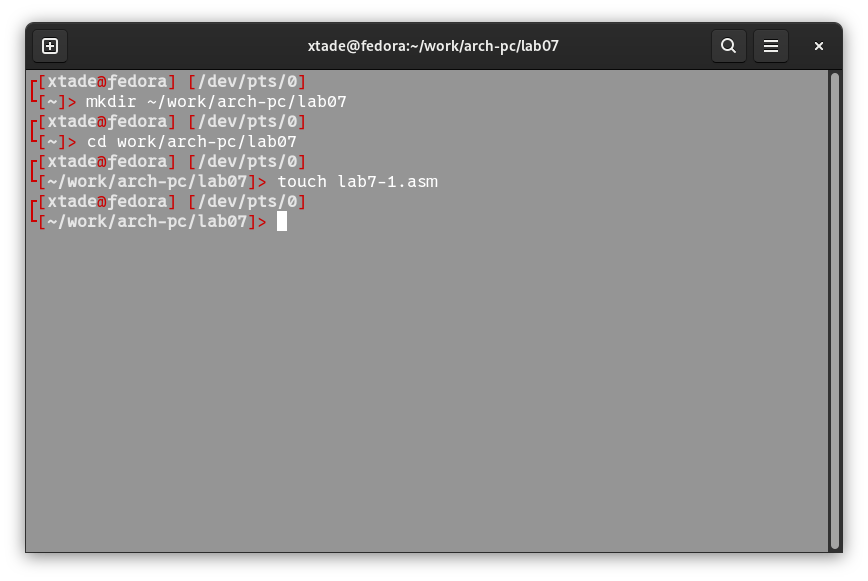 xtade@fedora:~/work/arch-pc/lab07
┌[xtade@fedora] [/dev/pts/0]
└[~]> mkdir ~/work/arch-pc/lab07
┌[xtade@fedora] [/dev/pts/0]
└[~]> cd work/arch-pc/lab07
┌[xtade@fedora] [/dev/pts/0]
└[~/work/arch-pc/lab07]> touch lab7-1.asm
┌[xtade@fedora] [/dev/pts/0]
└[~/work/arch-pc/lab07]>